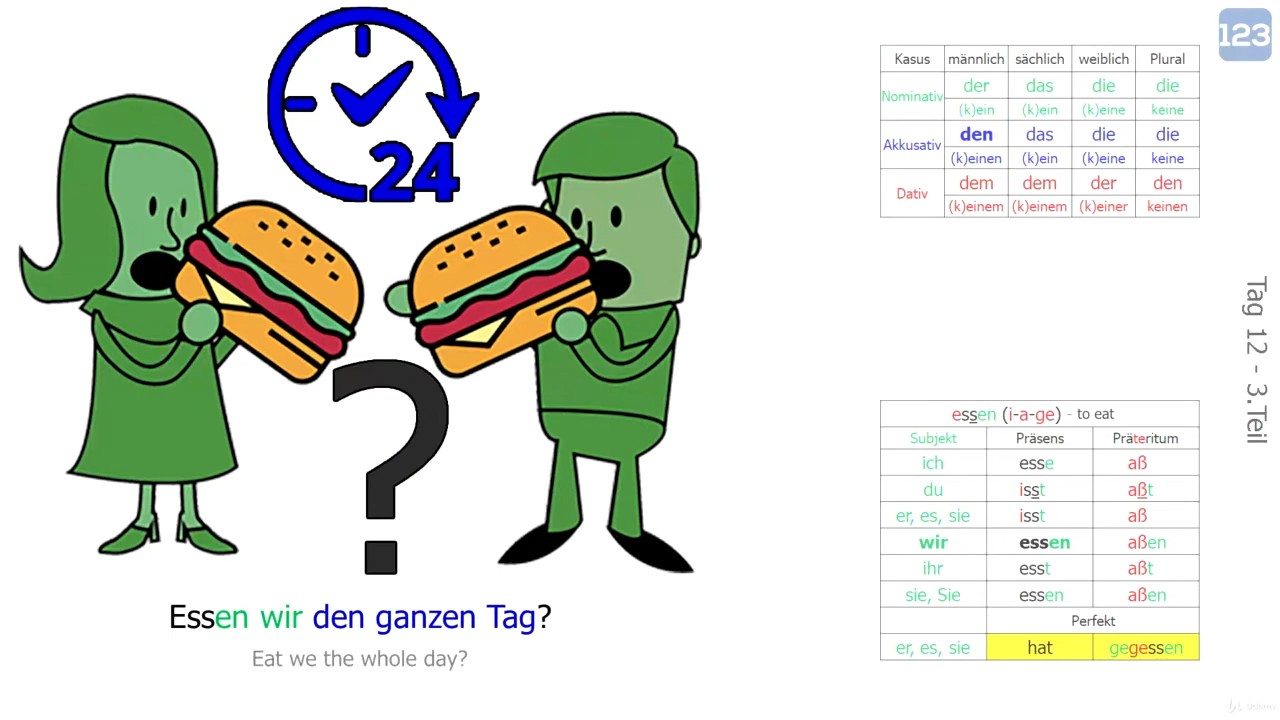 123
24
?
Essen wir den ganzen Tag?
Eat we the whole day?
Kasus männlich sächlich weiblich Plural
Nominativ der das die die
(k)ein (k)ein (k)eine keine
Akkusativ den das die die
(k)einen (k)ein (k)eine keine
Dativ dem dem der den
(k)einem (k)einem (k)einer keinen
essen (i-a-ge) - to eat
Subjekt Präsens Präteritum
ich esse aß
du isst aßt
er, es, sie isst aß
wir essen aßen
ihr esst aßt
sie, Sie essen aßen
Perfekt
er, es, sie hat gegessen
Tag 12 - 3.Teil